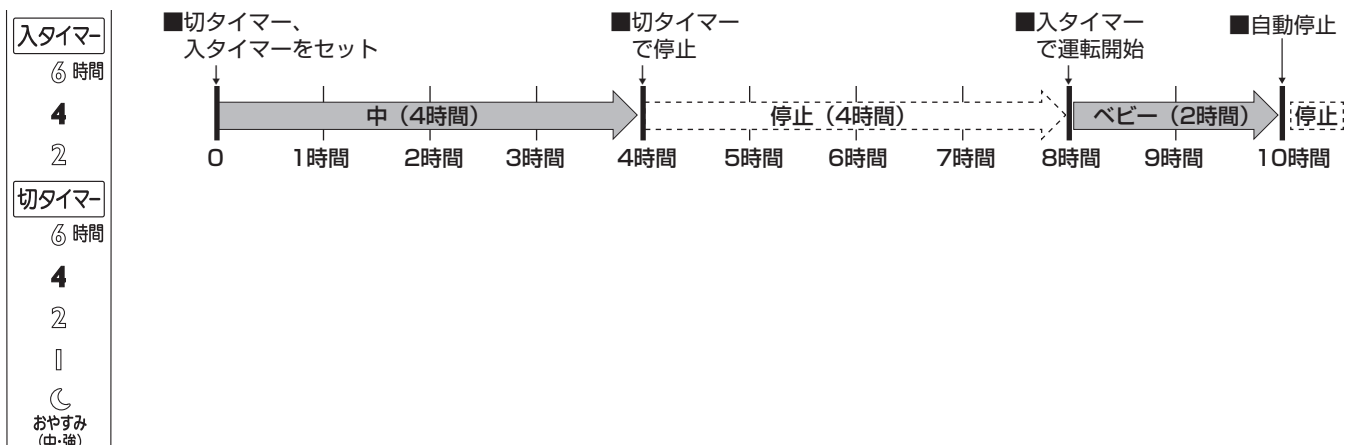 入タイマー
6 時間
4
2
切タイマー
6 時間
4
2
1
おやすみ
(中・強)
■切タイマー、
入タイマーをセット
■切タイマー
で停止
■入タイマー
で運転開始
■自動停止
中（4時間）
停止（4時間）
ベビー（2時間）
停止
0 1時間 2時間 3時間 4時間 5時間 6時間 7時間 8時間 9時間 10時間